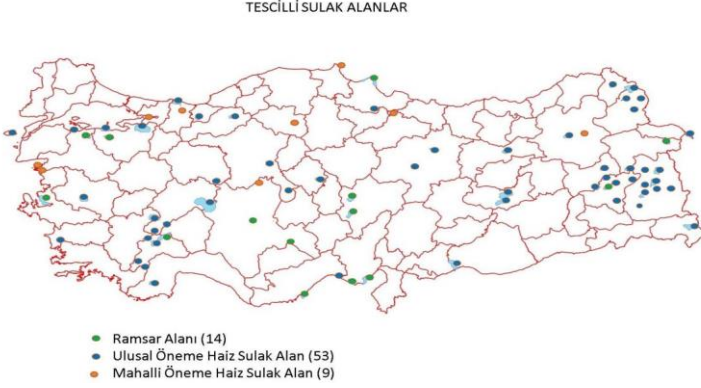 TESCİLLİ SULAK ALANLAR
Ramsar Alanı (14)
Ulusal Öneme Haiz Sulak Alan (53)
Mahalli Öneme Haiz Sulak Alan (9)